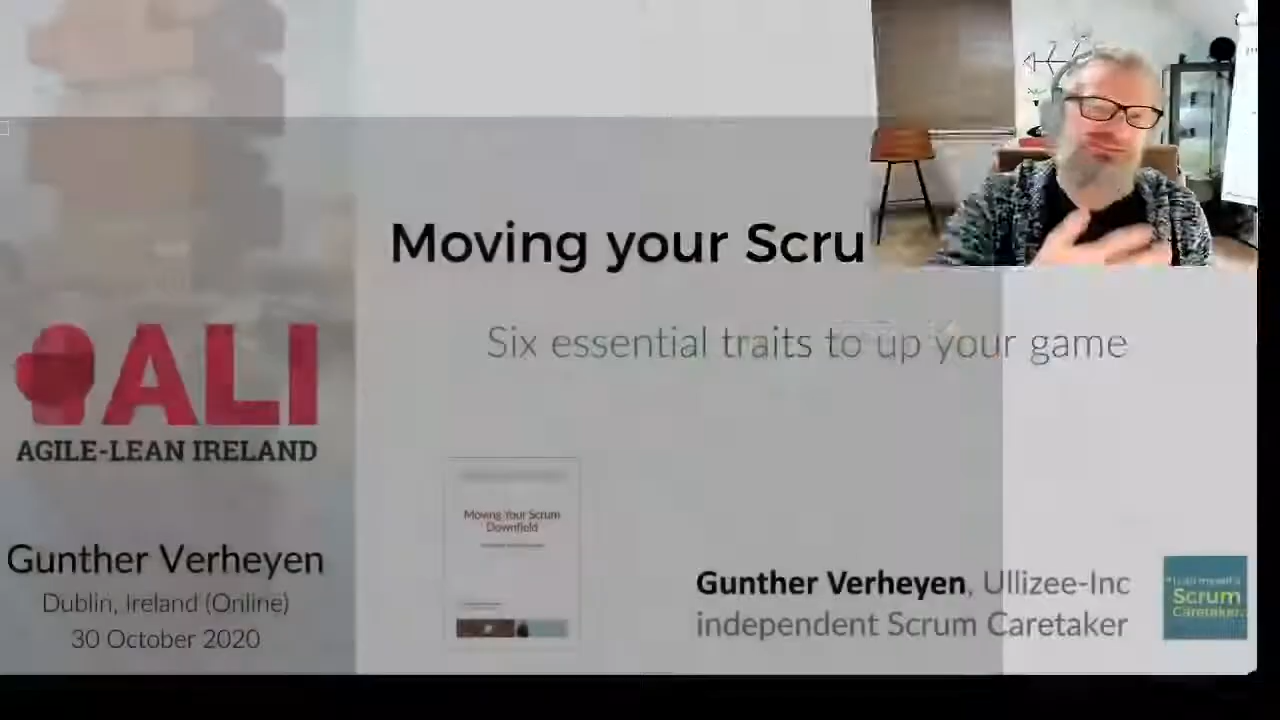 Moving your Scru
Six essential traits to up your game
ALI
AGILE-LEAN IRELAND
Moving Your Scrum
Downfield
Gunther Verheyen
Dublin, Ireland (Online)
30 October 2020
Gunther Verheyen, Ullizee-Inc
independent Scrum Caretaker
Scrum
Caretaker